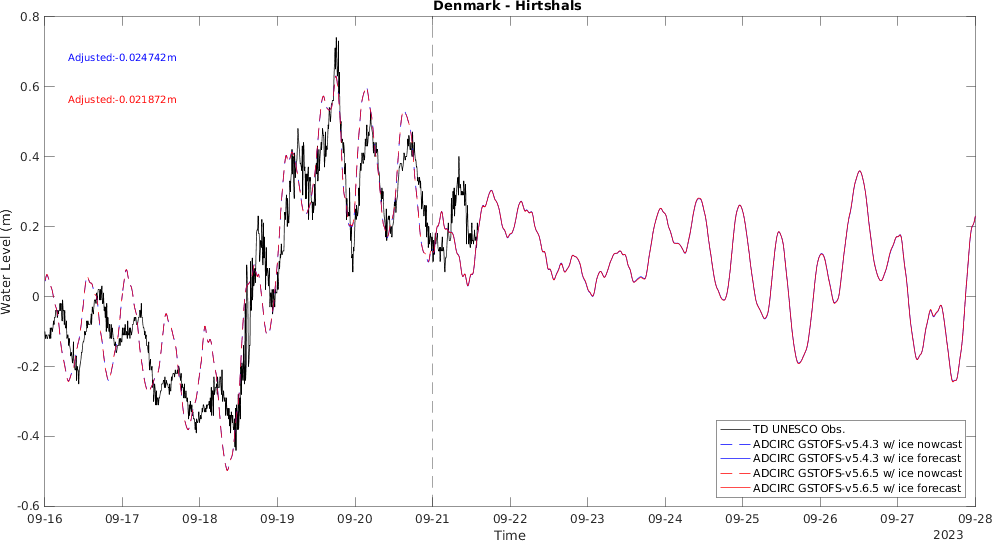 Denmark - Hirtshals
0.8
0.6
0.4
0.2
0
-0.2
-0.4
-0.6
Water Level (m)
Adjusted:-0.024742m
Adjusted:-0.021872m
TD UNESCO Obs.
ADCIRC GSTOFS-v5.4.3 w/ ice nowcast
ADCIRC GSTOFS-v5.4.3 w/ ice forecast
ADCIRC GSTOFS-v5.6.5 w/ ice nowcast
ADCIRC GSTOFS-v5.6.5 w/ ice forecast
09-16 09-17 09-18 09-19 09-20 09-21 09-22 09-23 09-24 09-25 09-26 09-27 09-28
Time
2023